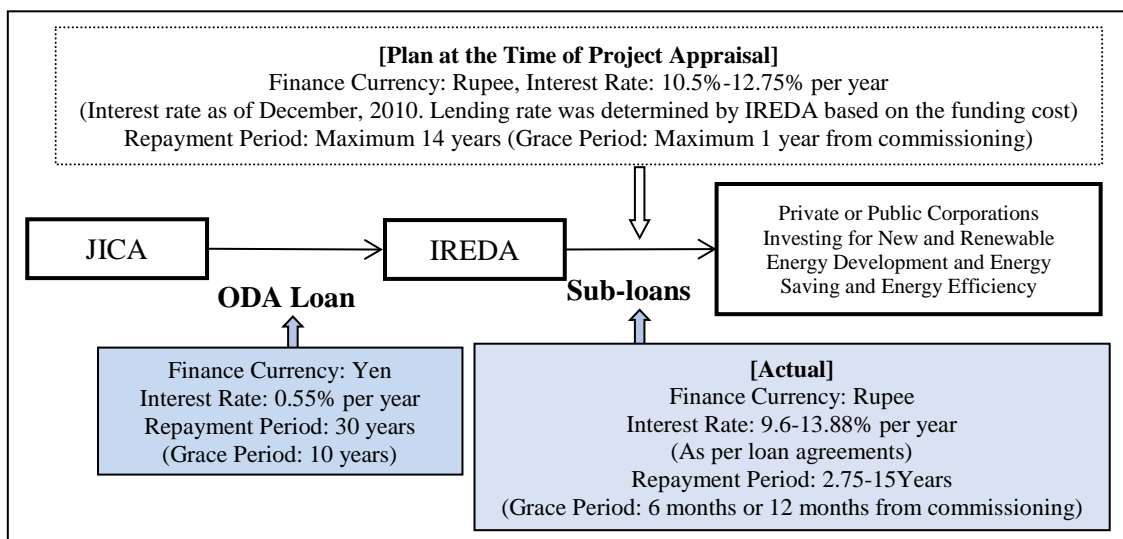 [Plan at the Time of Project Appraisal]
Finance Currency: Rupee, Interest Rate: 10.5%-12.75% per year
(Interest rate as of December, 2010. Lending rate was determined by IREDA based on the funding cost)
Repayment Period: Maximum 14 years (Grace Period: Maximum 1 year from commissioning)
JICA
IREDA
Private or Public Corporations
Investing for New and Renewable
Energy Development and Energy
Saving and Energy Efficiency
ODA Loan
Sub-loans
Finance Currency: Yen
Interest Rate: 0.55% per year
Repayment Period: 30 years
(Grace Period: 10 years)
[Actual]
Finance Currency: Rupee
Interest Rate: 9.6-13.88% per year
(As per loan agreements)
Repayment Period: 2.75-15Years
(Grace Period: 6 months or 12 months from commissioning)